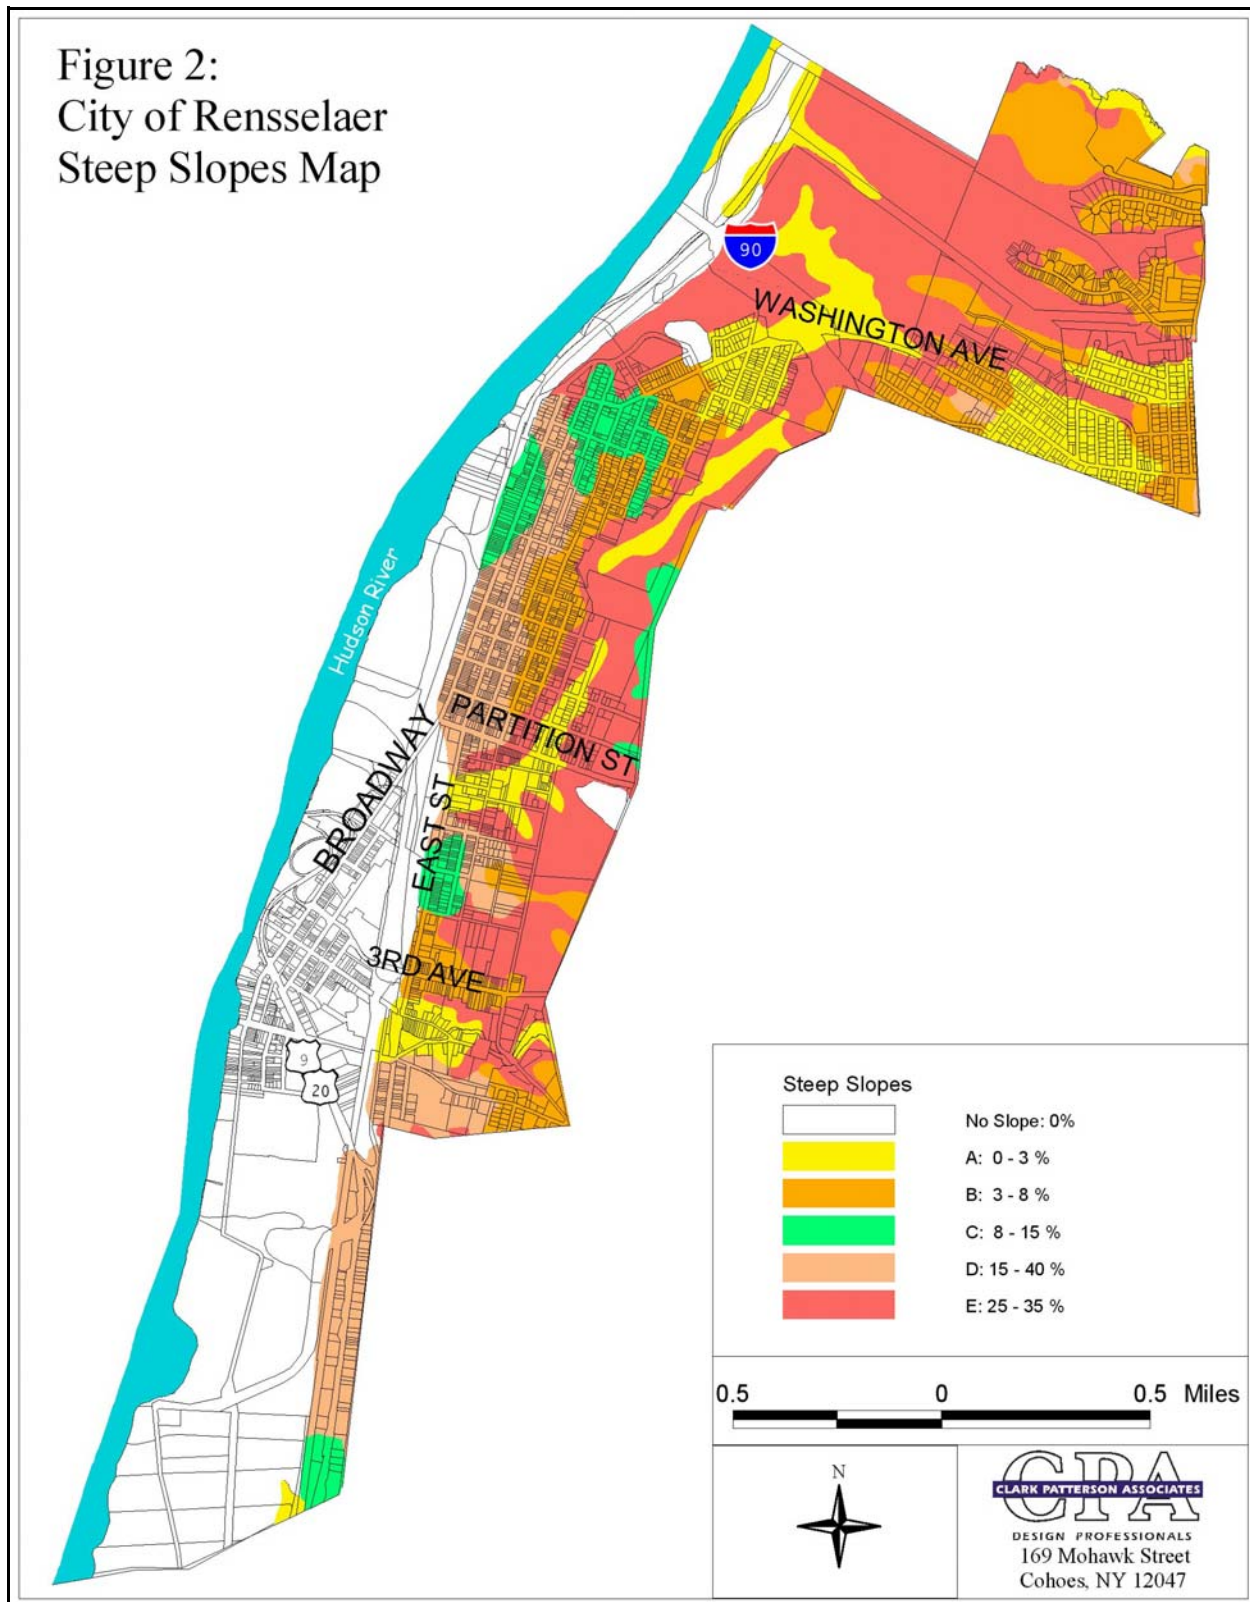 Figure 2:
City of Rensselaer
Steep Slopes Map
90
WASHINGTON AVE
Hudson River
PARTITION ST
BROADWAY
EAST ST
3RD AVE
9
20
Steep Slopes
No Slope: 0%
A: 0 - 3 %
B: 3 - 8 %
C: 8 - 15 %
D: 15 - 40 %
E: 25 - 35 %
0.5 0 0.5 Miles
N
CPA
CLARK PATTERSON ASSOCIATES
DESIGN PROFESSIONALS
169 Mohawk Street
Cohoes, NY 12047